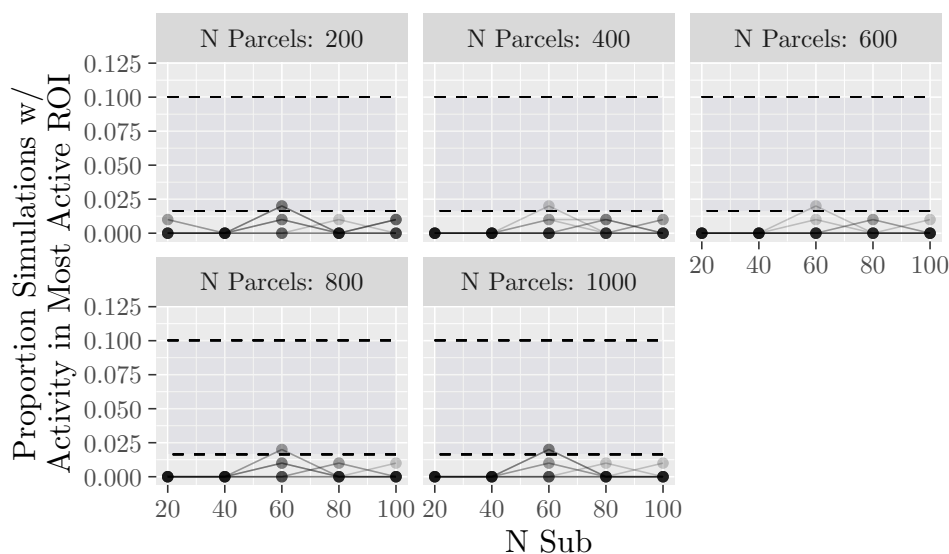 N Parcels: 200
N Parcels: 400
N Parcels: 600
0.125
0.100
0.075
0.050
0.025
0.000
20 40 60 80 100
N Parcels: 800
N Parcels: 1000
0.125
0.100
0.075
0.050
0.025
0.000
20 40 60 80 100
20 40 60 80 100
Proportion Simulations w/
Activity in Most Active ROI
N Sub